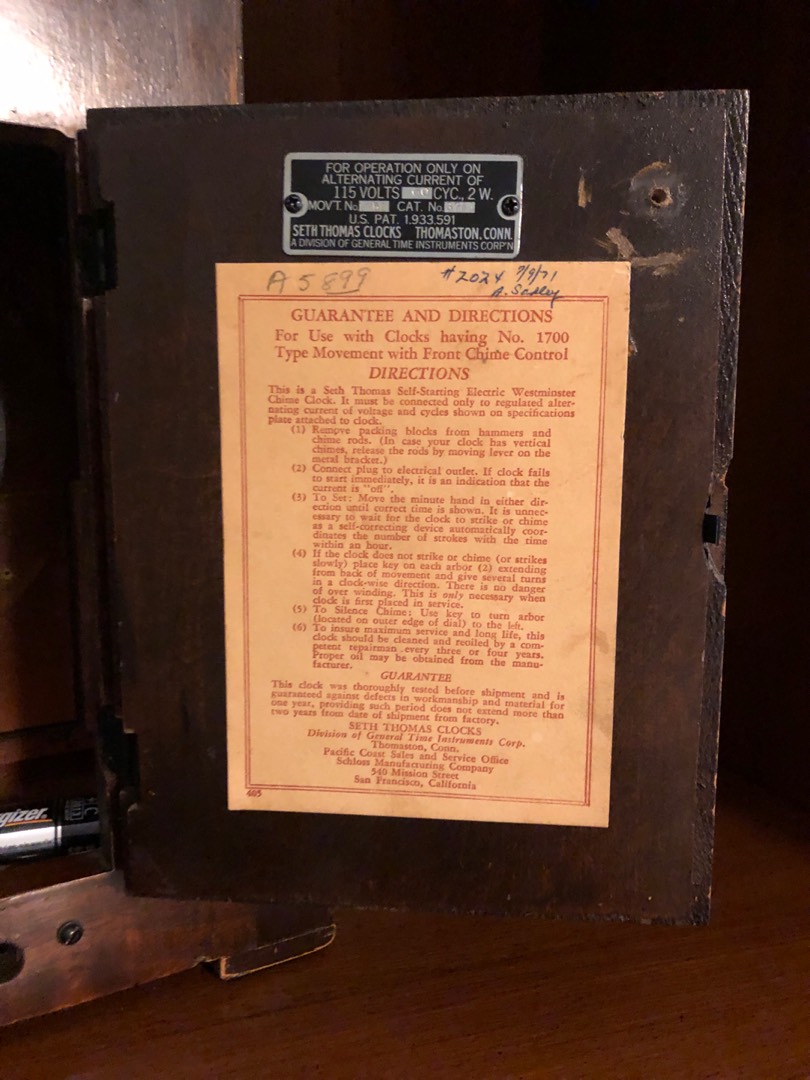 FOR OPERATION ONLY ON
ALTERNATING CURRENT OF
115 VOLTS CYC., 2 W.
MOV'T. No. CAT. No.
U.S. PAT. 1.933.591
SETH THOMAS CLOCKS THOMASTON, CONN.
A DIVISION OF GENERAL TIME INSTRUMENTS CORP'N
A 5899 #2024 7/9/71
GUARANTEE AND DIRECTIONS
For Use with Clocks having No. 1700
Type Movement with Front Chime Control
DIRECTIONS
This is a Seth Thomas Self-Starting Electric Westminster
Chime Clock. It must be connected only to regulated alter-
nating current of voltage and cycles shown on specifications
plate attached to clock.
(1) Remove packing blocks from hammers and
chime rods. (In case your clock has vertical
chimes, release the rods by moving lever on the
metal bracket.)
(2) Connect plug to electrical outlet. If clock fails
to start immediately, it is an indication that the
current is "off".
(3) To Set: Move the minute hand in either dir-
ection until correct time is shown. It is unnec-
essary to wait for the clock to strike or chime
as a self-correcting device automatically coor-
dinates the number of strokes with the time
within an hour.
(4) If the clock does not strike or chime (or strikes
slowly) place key on each arbor (2) extending
from back of movement and give several turns
in a clock-wise direction. There is no danger
of over winding. This is only necessary when
clock is first placed in service.
(5) To Silence Chime: Use key to turn arbor
(located on outer edge of dial) to the left.
(6) To insure maximum service and long life, this
clock should be cleaned and reoiled by a com-
petent repairman every three or four years.
Proper oil may be obtained from the manu-
facturer.
GUARANTEE
This clock was thoroughly tested before shipment and is
guaranteed against defects in workmanship and material for
one year, providing such period does not extend more than
two years from date of shipment from factory.
SETH THOMAS CLOCKS
Division of General Time Instruments Corp.
Thomaston, Conn.
Pacific Coast Sales and Service Office
Schloss Manufacturing Company
540 Mission Street
San Francisco, California
605
gizer.